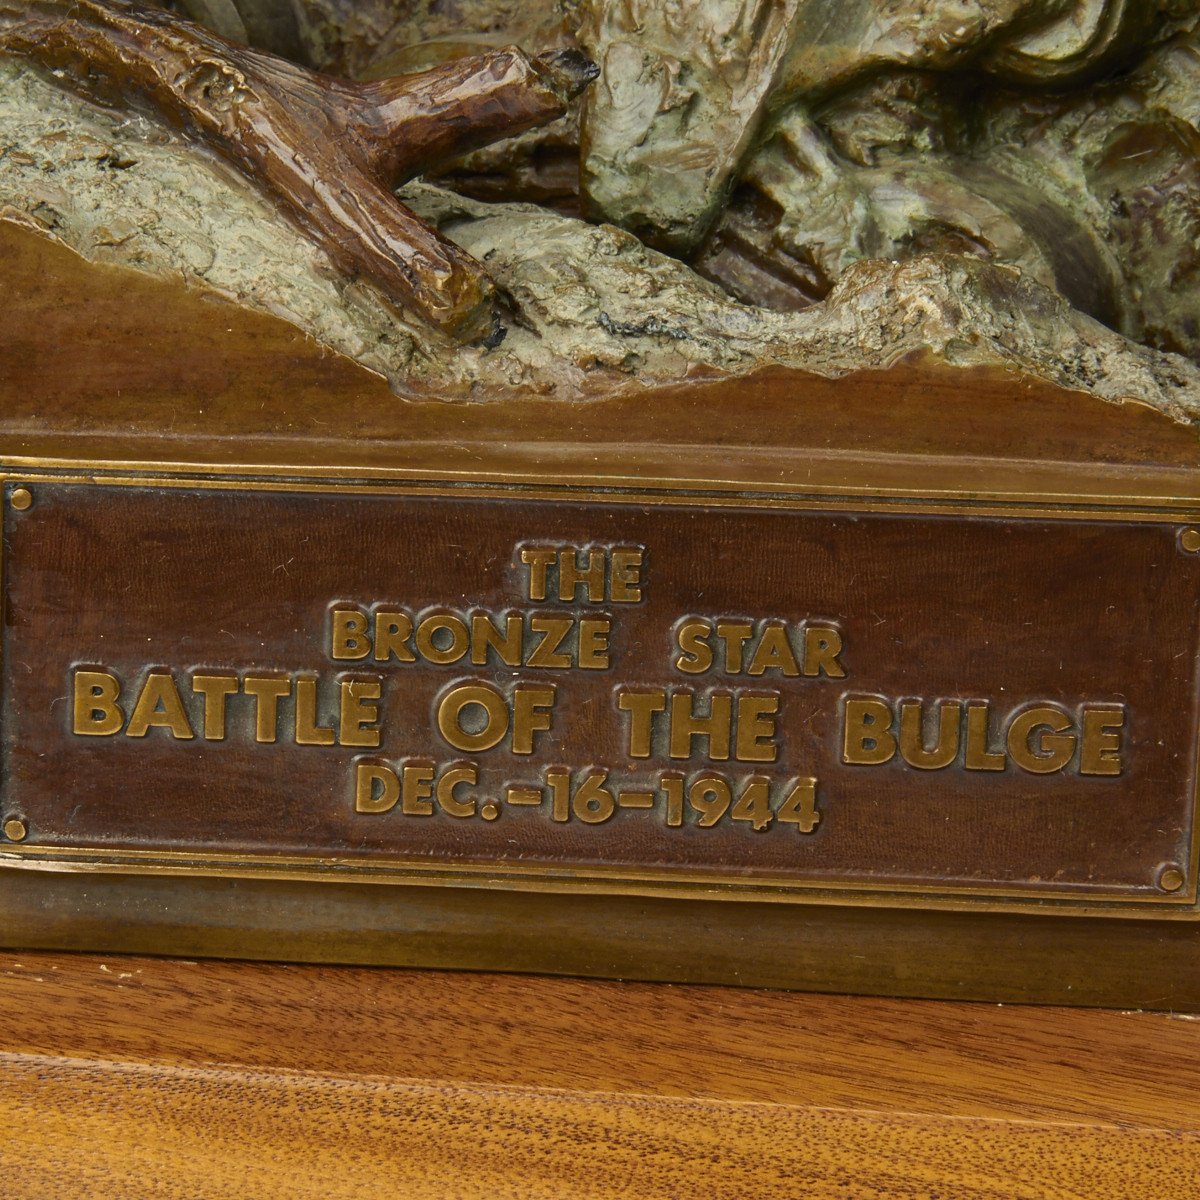 THE
BRONZE STAR
BATTLE OF THE BULGE
DEC.-16-1944